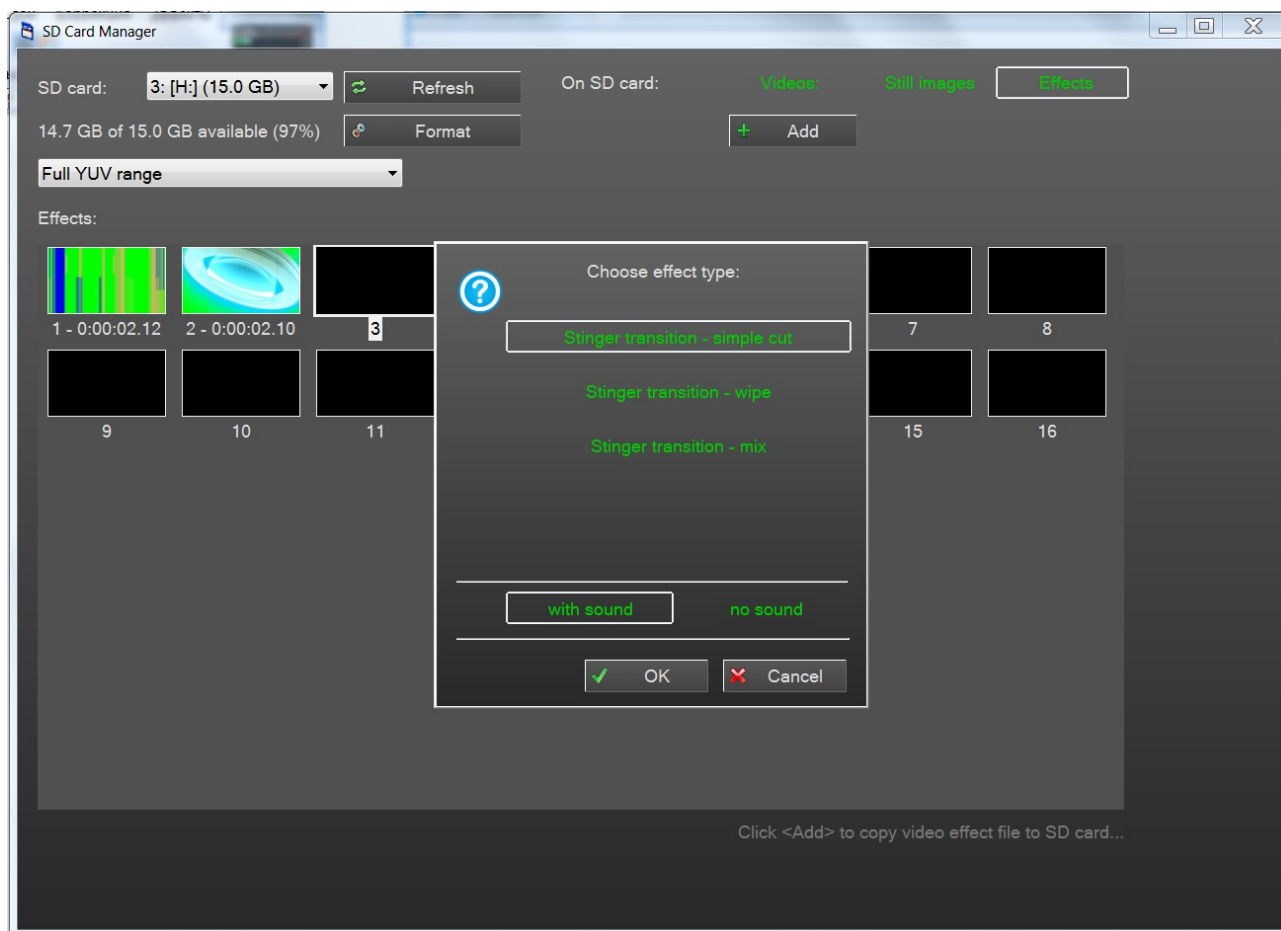 SD Card Manager
SD card: 3: [H:] (15.0 GB) Refresh On SD card: Videos: Still images Effects
14.7 GB of 15.0 GB available (97%) Format Add
Full YUV range
Effects:
Choose effect type:
1 - 0:00:02.12 2 - 0:00:02.10 3 7 8
Stinger transition - simple cut
Stinger transition - wipe
9 10 11 15 16
Stinger transition - mix
with sound no sound
OK Cancel
Click <Add> to copy video effect file to SD card...